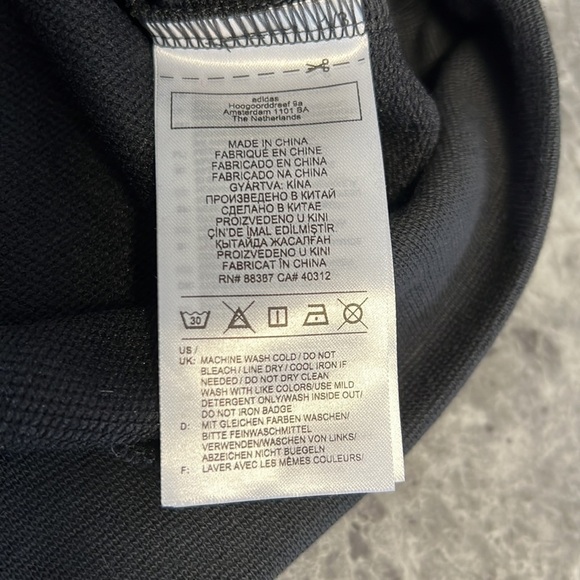 adidas
Hoogoorddreef 9a
Amsterdam 1101 BA
The Netherlands
MADE IN CHINA
FABRIQUÉ EN CHINE
FABRICADO EN CHINA
FABRICADO NA CHINA
GYÁRTVA: KÍNA
ПРОИЗВЕДЕНО В КИТАЙ
СДЕЛАНО В КИТАЕ
PROIZVEDENO U KINI
ÇİN'DE İMAL EDİLMİŞTİR
ҚЫТАЙДА ЖАСАЛҒАН
PROIZVEDENO U KINI
FABRICAT ÎN CHINA
RN# 88387 CA# 40312
30
US /
UK: MACHINE WASH COLD / DO NOT
BLEACH / LINE DRY / COOL IRON IF
NEEDED / DO NOT DRY CLEAN
WASH WITH LIKE COLORS/USE MILD
DETERGENT ONLY/WASH INSIDE OUT/
DO NOT IRON BADGE
D: MIT GLEICHEN FARBEN WASCHEN/
BITTE FEINWASCHMITTEL
VERWENDEN/WASCHEN VON LINKS/
ABZEICHEN NICHT BUEGELN
F: LAVER AVEC LES MÊMES COULEURS/